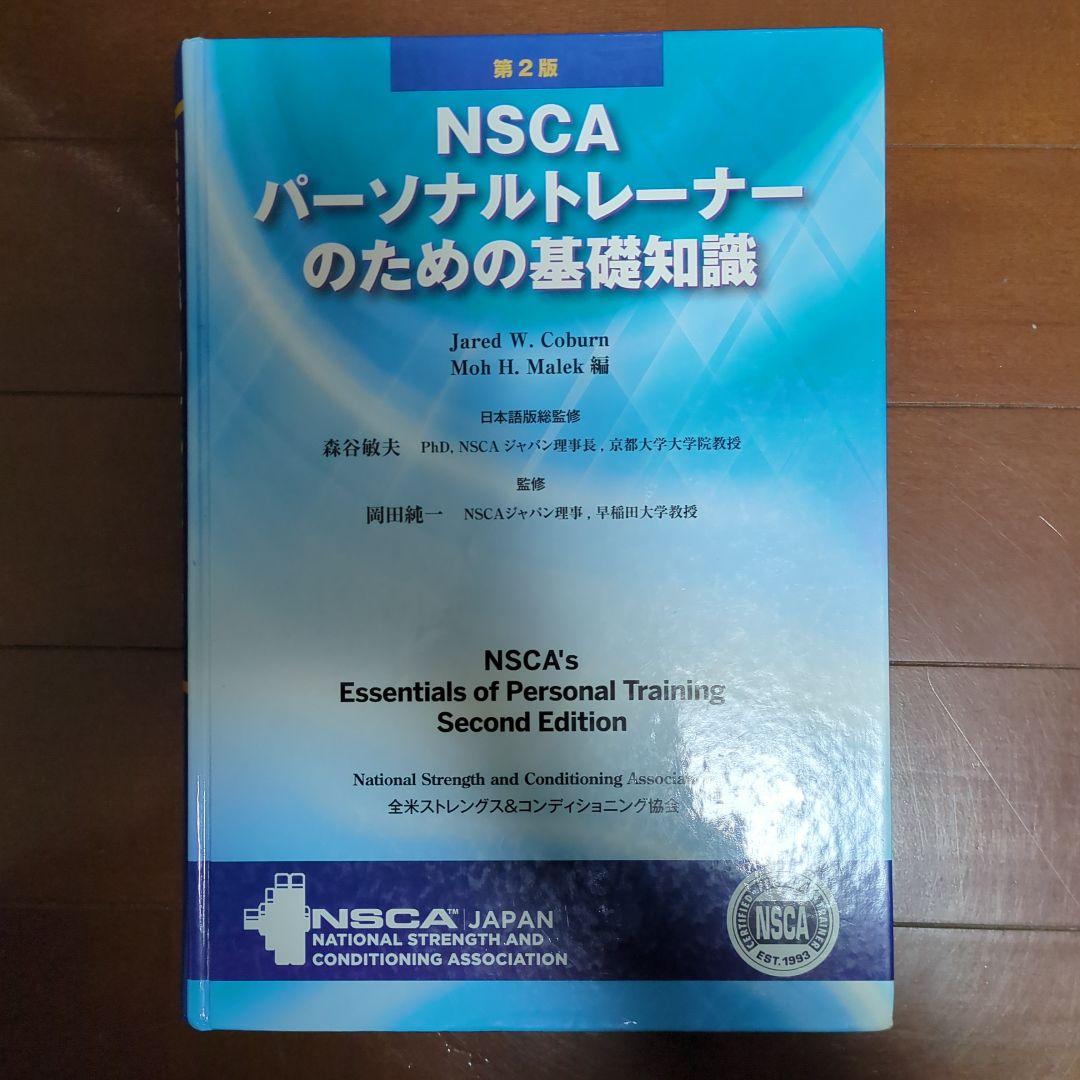 第2版
NSCA
パーソナルトレーナー
のための基礎知識
Jared W. Coburn
Moh H. Malek 編
日本語版総監修
森谷敏夫 PhD, NSCA ジャパン理事長, 京都大学大学院教授
監修
岡田純一 NSCAジャパン理事, 早稲田大学教授
NSCA's
Essentials of Personal Training
Second Edition
National Strength and Conditioning
全米ストレングス&コンディショニング協会
NSCA™ JAPAN
NATIONAL STRENGTH AND
CONDITIONING ASSOCIATION
CERTIFIED
TRAINER
NSCA
EST. 1993